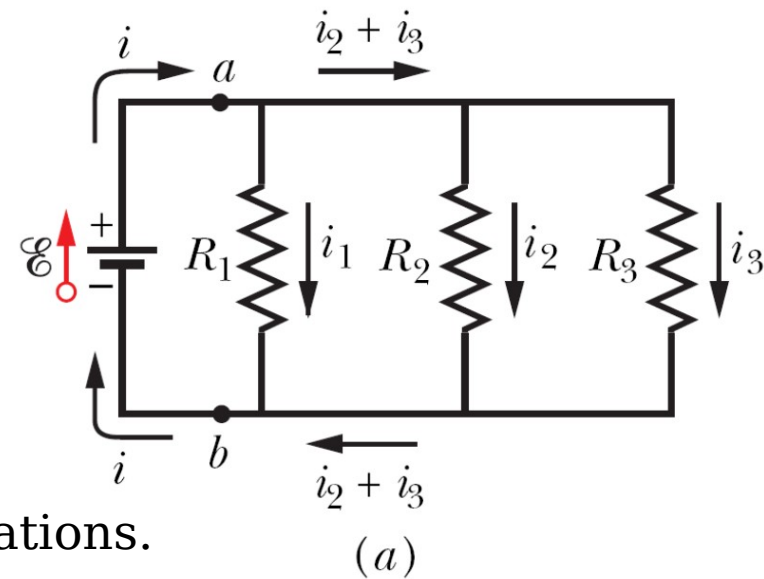 i a i₂ + i₃
ℰ + − R₁ i₁ R₂ i₂ R₃ i₃
i b i₂ + i₃
ations.
(a)